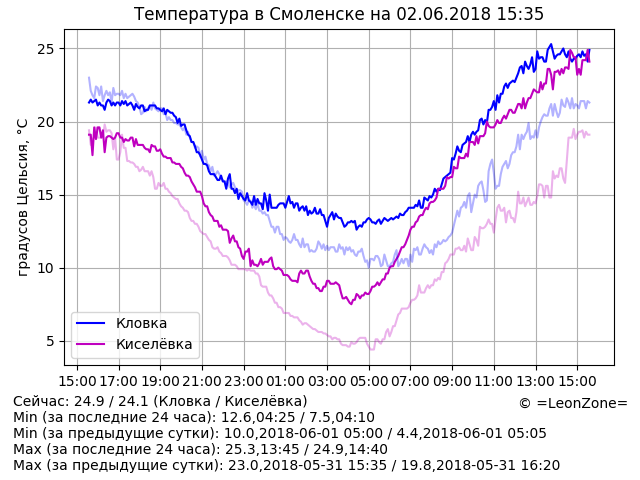 Температура в Смоленске на 02.06.2018 15:35
градусов Цельсия, °C
25
20
15
10
5
Кловка
Киселёвка
15:00 17:00 19:00 21:00 23:00 01:00 03:00 05:00 07:00 09:00 11:00 13:00 15:00
Сейчас: 24.9 / 24.1 (Кловка / Киселёвка)
© =LeonZone=
Min (за последние 24 часа): 12.6,04:25 / 7.5,04:10
Min (за предыдущие сутки): 10.0,2018-06-01 05:00 / 4.4,2018-06-01 05:05
Max (за последние 24 часа): 25.3,13:45 / 24.9,14:40
Max (за предыдущие сутки): 23.0,2018-05-31 15:35 / 19.8,2018-05-31 16:20